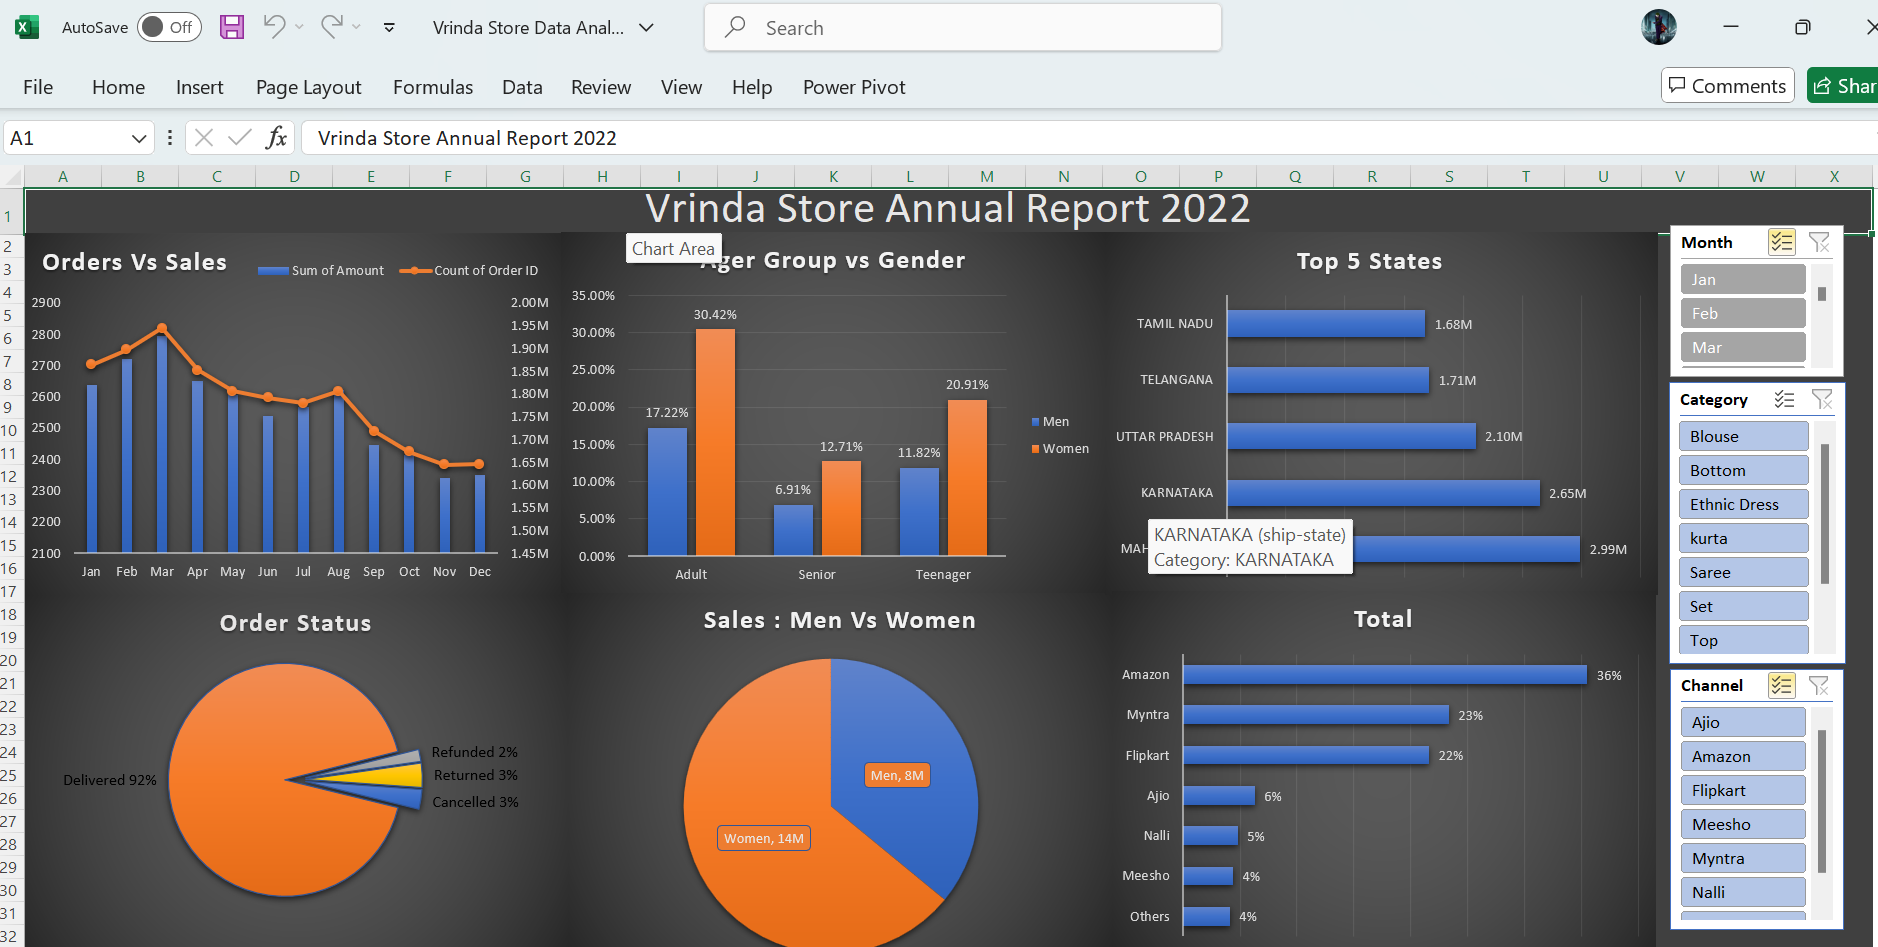 AutoSave Off Vrinda Store Data Anal... Search
File Home Insert Page Layout Formulas Data Review View Help Power Pivot Comments
A1 fx Vrinda Store Annual Report 2022
A B C D E F G H I J K L M N O P Q R S T U V W X
1
2
3
4
5
6
7
8
9
10
11
12
13
14
15
16
17
18
19
20
21
22
23
24
25
26
27
28
29
30
31
32
Vrinda Store Annual Report 2022
Orders Vs Sales
Sum of Amount Count of Order ID
2900
2800
2700
2600
2500
2400
2300
2200
2100
2.00M
1.95M
1.90M
1.85M
1.80M
1.75M
1.70M
1.65M
1.60M
1.55M
1.50M
1.45M
Jan Feb Mar Apr May Jun Jul Aug Sep Oct Nov Dec
Chart Area
Ager Group vs Gender
35.00%
30.00%
25.00%
20.00%
15.00%
10.00%
5.00%
0.00%
17.22% 30.42% 6.91% 12.71% 11.82% 20.91%
Adult Senior Teenager
Men
Women
Top 5 States
TAMIL NADU 1.68M
TELANGANA 1.71M
UTTAR PRADESH 2.10M
KARNATAKA 2.65M
2.99M
KARNATAKA (ship-state)
Category: KARNATAKA
Order Status
Delivered 92%
Refunded 2%
Returned 3%
Cancelled 3%
Sales : Men Vs Women
Men, 8M
Women, 14M
Total
Amazon 36%
Myntra 23%
Flipkart 22%
Ajio 6%
Nalli 5%
Meesho 4%
Others 4%
Month
Jan
Feb
Mar
Category
Blouse
Bottom
Ethnic Dress
kurta
Saree
Set
Top
Channel
Ajio
Amazon
Flipkart
Meesho
Myntra
Nalli